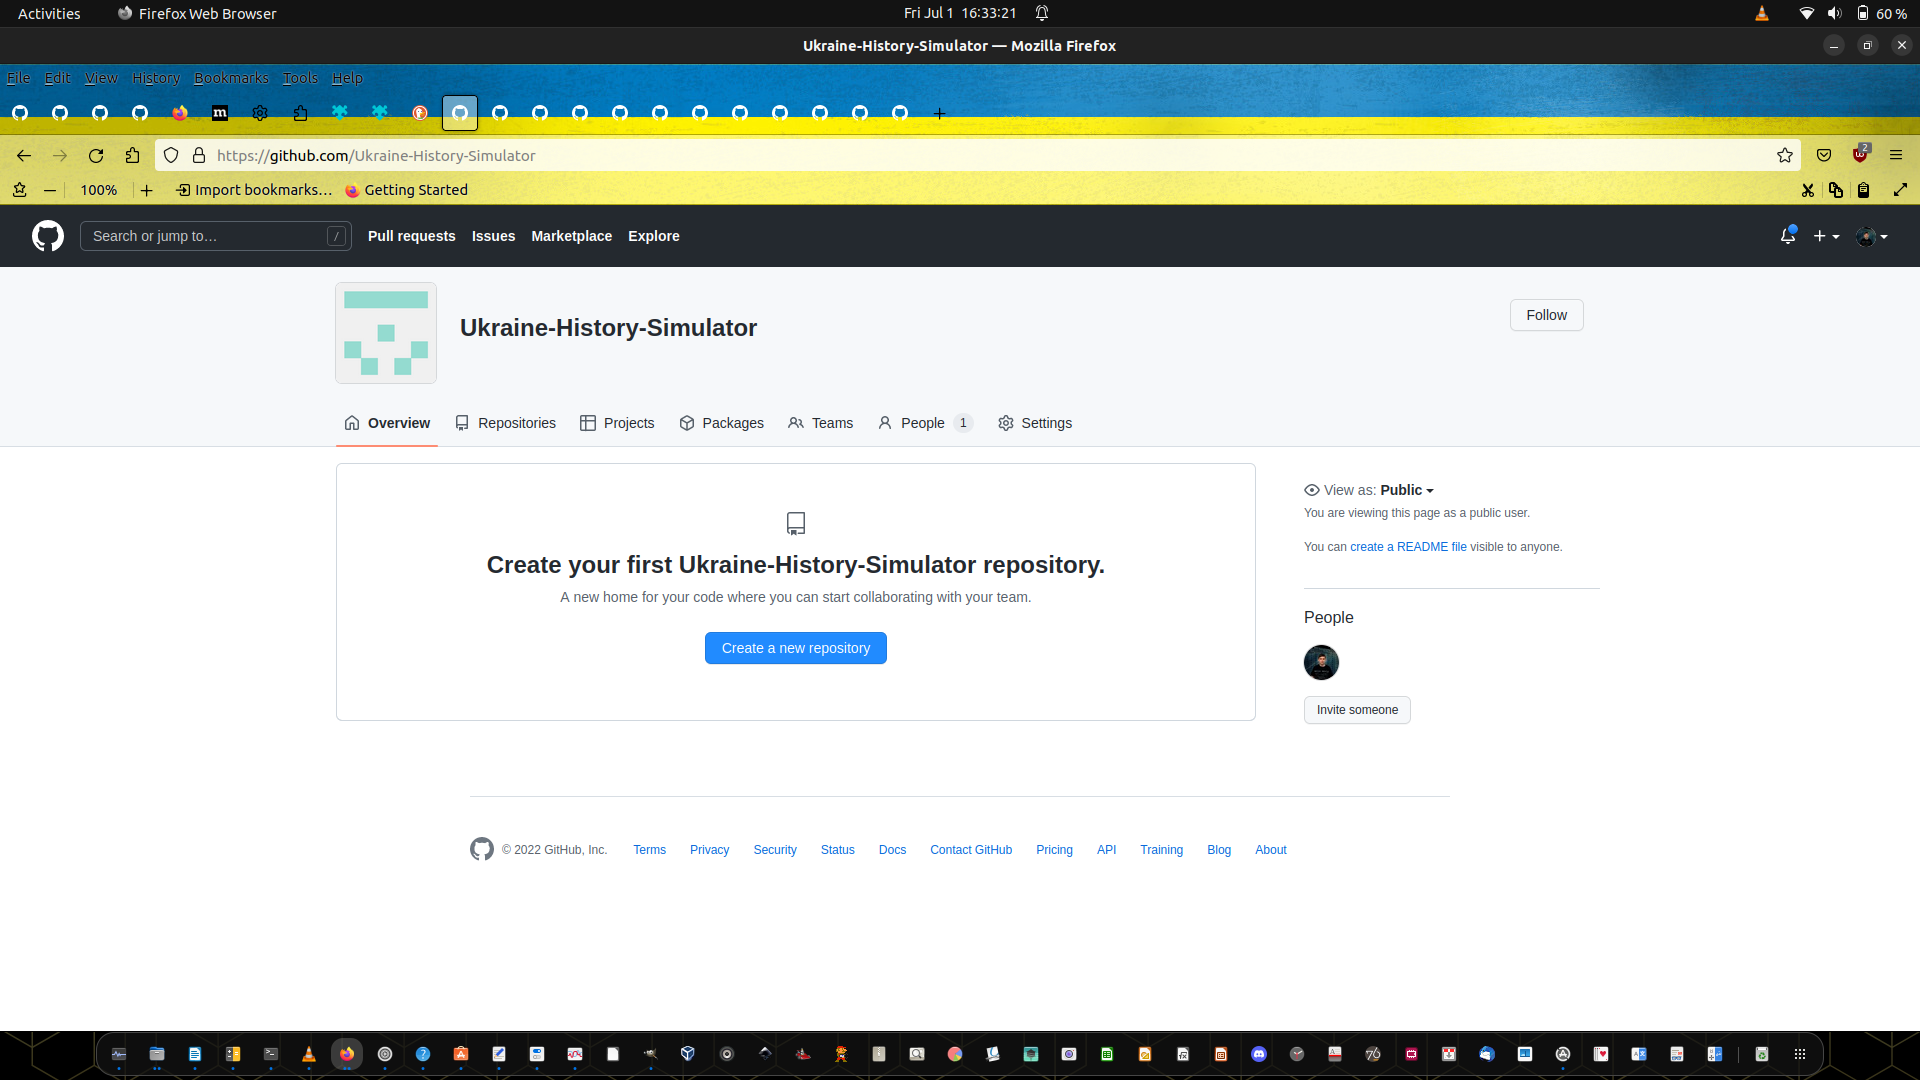 Activities Firefox Web Browser Fri Jul 1 16:33:21 60 %
Ukraine-History-Simulator — Mozilla Firefox
File Edit View History Bookmarks Tools Help
https://github.com/Ukraine-History-Simulator 2
100% Import bookmarks… Getting Started
Search or jump to… / Pull requests Issues Marketplace Explore
Ukraine-History-Simulator
Follow
Overview Repositories Projects Packages Teams People 1 Settings
Create your first Ukraine-History-Simulator repository.
A new home for your code where you can start collaborating with your team.
Create a new repository
View as: Public
You are viewing this page as a public user.
You can create a README file visible to anyone.
People
Invite someone
© 2022 GitHub, Inc. Terms Privacy Security Status Docs Contact GitHub Pricing API Training Blog About